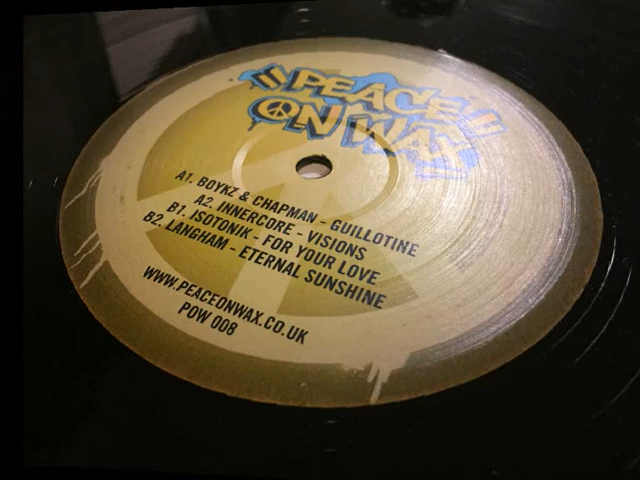 "PEACE"
ON WAX
A1. BOYKZ & CHAPMAN - GUILLOTINE
A2. INNERCORE - VISIONS
B1. ISOTONIK - FOR YOUR LOVE
B2. LANGHAM - ETERNAL SUNSHINE
WWW.PEACEONWAX.CO.UK
POW 008